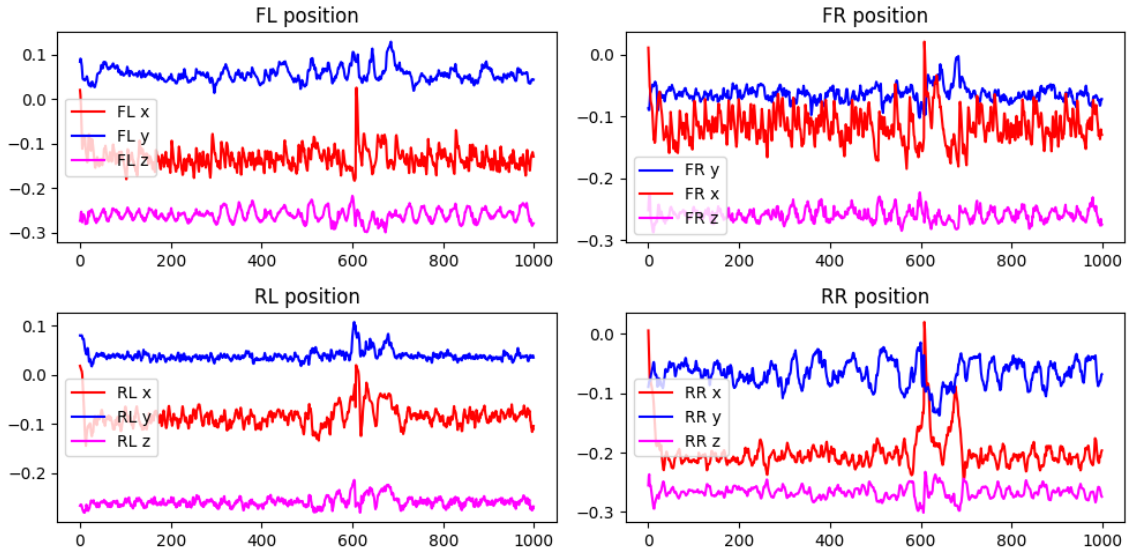 FL position
0.1
0.0
−0.1
−0.2
−0.3
FL x
FL y
FL z
0 200 400 600 800 1000
FR position
0.0
−0.1
−0.2
−0.3
FR y
FR x
FR z
0 200 400 600 800 1000
RL position
0.1
0.0
−0.1
−0.2
RL x
RL y
RL z
0 200 400 600 800 1000
RR position
0.0
−0.1
−0.2
−0.3
RR x
RR y
RR z
0 200 400 600 800 1000